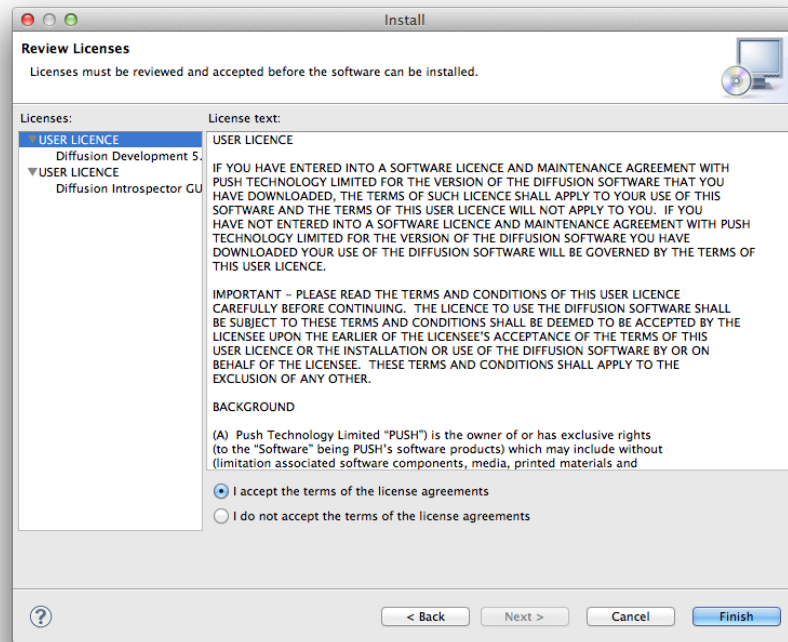 Install
Review Licenses
Licenses must be reviewed and accepted before the software can be installed.
Licenses:
USER LICENCE
Diffusion Development 5.
USER LICENCE
Diffusion Introspector GU
License text:
USER LICENCE
IF YOU HAVE ENTERED INTO A SOFTWARE LICENCE AND MAINTENANCE AGREEMENT WITH
PUSH TECHNOLOGY LIMITED FOR THE VERSION OF THE DIFFUSION SOFTWARE THAT YOU
HAVE DOWNLOADED, THE TERMS OF SUCH LICENCE SHALL APPLY TO YOUR USE OF THIS
SOFTWARE AND THE TERMS OF THIS USER LICENCE WILL NOT APPLY TO YOU.  IF YOU
HAVE NOT ENTERED INTO A SOFTWARE LICENCE AND MAINTENANCE AGREEMENT WITH PUSH
TECHNOLOGY LIMITED FOR THE VERSION OF THE DIFFUSION SOFTWARE YOU HAVE
DOWNLOADED YOUR USE OF THE DIFFUSION SOFTWARE WILL BE GOVERNED BY THE TERMS OF
THIS USER LICENCE.
IMPORTANT – PLEASE READ THE TERMS AND CONDITIONS OF THIS USER LICENCE
CAREFULLY BEFORE CONTINUING.  THE LICENCE TO USE THE DIFFUSION SOFTWARE SHALL
BE SUBJECT TO THESE TERMS AND CONDITIONS SHALL BE DEEMED TO BE ACCEPTED BY THE
LICENSEE UPON THE EARLIER OF THE LICENSEE'S ACCEPTANCE OF THE TERMS OF THIS
USER LICENCE OR THE INSTALLATION OR USE OF THE DIFFUSION SOFTWARE BY OR ON
BEHALF OF THE LICENSEE.  THESE TERMS AND CONDITIONS SHALL APPLY TO THE
EXCLUSION OF ANY OTHER.
BACKGROUND
(A)  Push Technology Limited “PUSH”) is the owner of or has exclusive rights
(to the “Software” being PUSH's software products) which may include without
(limitation associated software components, media, printed materials and
I accept the terms of the license agreements
I do not accept the terms of the license agreements
?
< Back
Next >
Cancel
Finish